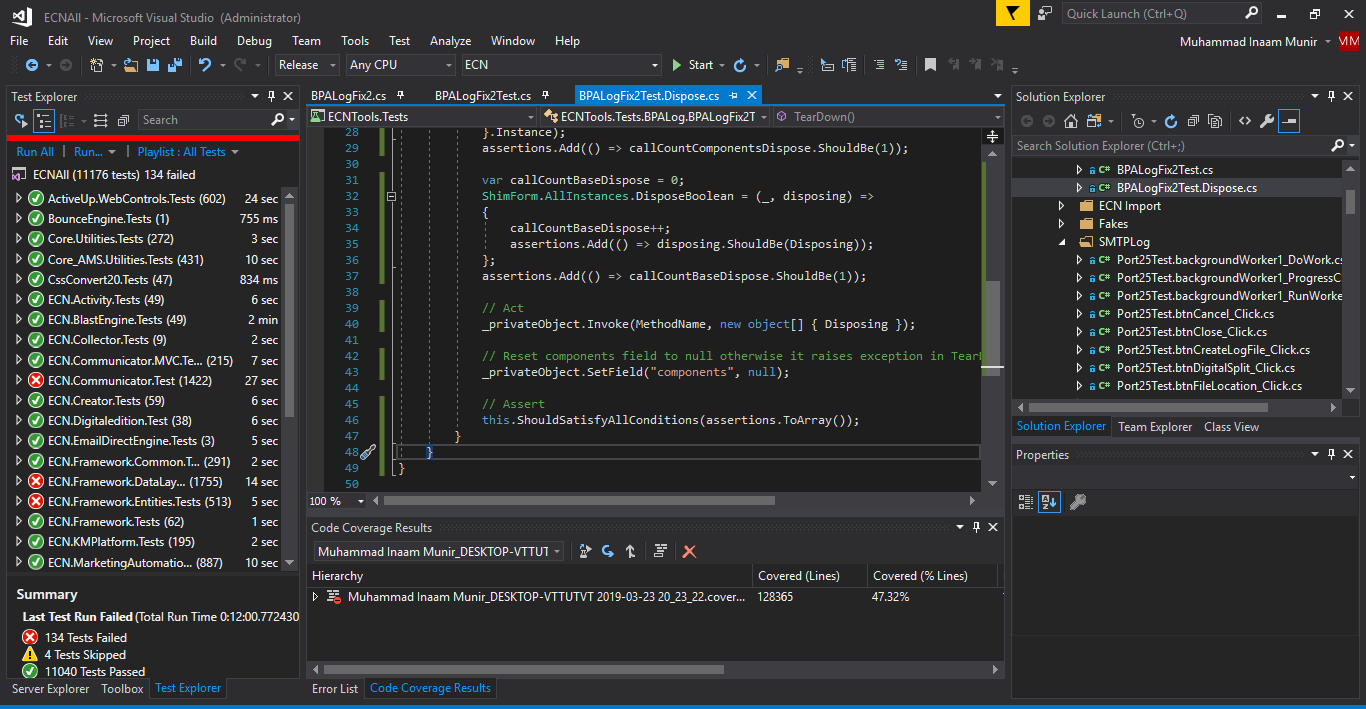 ECNAll - Microsoft Visual Studio (Administrator)
Quick Launch (Ctrl+Q)
File Edit View Project Build Debug Team Tools Test Analyze Window Help
Muhammad Inaam Munir MM
Release Any CPU ECN Start
Test Explorer
Search
Run All | Run... | Playlist : All Tests
ECNAll (11176 tests) 134 failed
ActiveUp.WebControls.Tests (602) 24 sec
BounceEngine.Tests (1) 755 ms
Core.Utilities.Tests (272) 3 sec
Core_AMS.Utilities.Tests (431) 10 sec
CssConvert20.Tests (47) 834 ms
ECN.Activity.Tests (49) 6 sec
ECN.BlastEngine.Tests (49) 2 min
ECN.Collector.Tests (9) 2 sec
ECN.Communicator.MVC.Te... (215) 7 sec
ECN.Communicator.Test (1422) 27 sec
ECN.Creator.Tests (59) 6 sec
ECN.Digitaledition.Test (38) 6 sec
ECN.EmailDirectEngine.Tests (3) 5 sec
ECN.Framework.Common.T... (291) 2 sec
ECN.Framework.DataLay... (1755) 14 sec
ECN.Framework.Entities.Tests (513) 5 sec
ECN.Framework.Tests (62) 1 sec
ECN.KMPlatform.Tests (195) 2 sec
ECN.MarketingAutomatio... (887) 10 sec
Summary
Last Test Run Failed (Total Run Time 0:12:00.772430
134 Tests Failed
4 Tests Skipped
11040 Tests Passed
Server Explorer Toolbox Test Explorer
BPALogFix2.cs BPALogFix2Test.cs BPALogFix2Test.Dispose.cs
ECNTools.Tests ECNTools.Tests.BPALog.BPALogFix2T TearDown()
28 }.Instance);
29 assertions.Add(() => callCountComponentsDispose.ShouldBe(1));
30
31 var callCountBaseDispose = 0;
32 ShimForm.AllInstances.DisposeBoolean = (_, disposing) =>
33 {
34 callCountBaseDispose++;
35 assertions.Add(() => disposing.ShouldBe(Disposing));
36 };
37 assertions.Add(() => callCountBaseDispose.ShouldBe(1));
38
39 // Act
40 _privateObject.Invoke(MethodName, new object[] { Disposing });
41
42 // Reset components field to null otherwise it raises exception in Tear
43 _privateObject.SetField("components", null);
44
45 // Assert
46 this.ShouldSatisfyAllConditions(assertions.ToArray());
47 }
48 }
49 }
50
100 %
Code Coverage Results
Muhammad Inaam Munir_DESKTOP-VTTUT
Hierarchy Covered (Lines) Covered (% Lines)
Muhammad Inaam Munir_DESKTOP-VTTUTVT 2019-03-23 20_23_22.cover... 128365 47.32%
Error List Code Coverage Results
Solution Explorer
Search Solution Explorer (Ctrl+;)
C# BPALogFix2Test.cs
C# BPALogFix2Test.Dispose.cs
ECN Import
Fakes
SMTPLog
C# Port25Test.backgroundWorker1_DoWork.cs
C# Port25Test.backgroundWorker1_ProgressC
C# Port25Test.backgroundWorker1_RunWorke
C# Port25Test.btnCancel_Click.cs
C# Port25Test.btnClose_Click.cs
C# Port25Test.btnCreateLogFile_Click.cs
C# Port25Test.btnDigitalSplit_Click.cs
C# Port25Test.btnFileLocation_Click.cs
Solution Explorer Team Explorer Class View
Properties